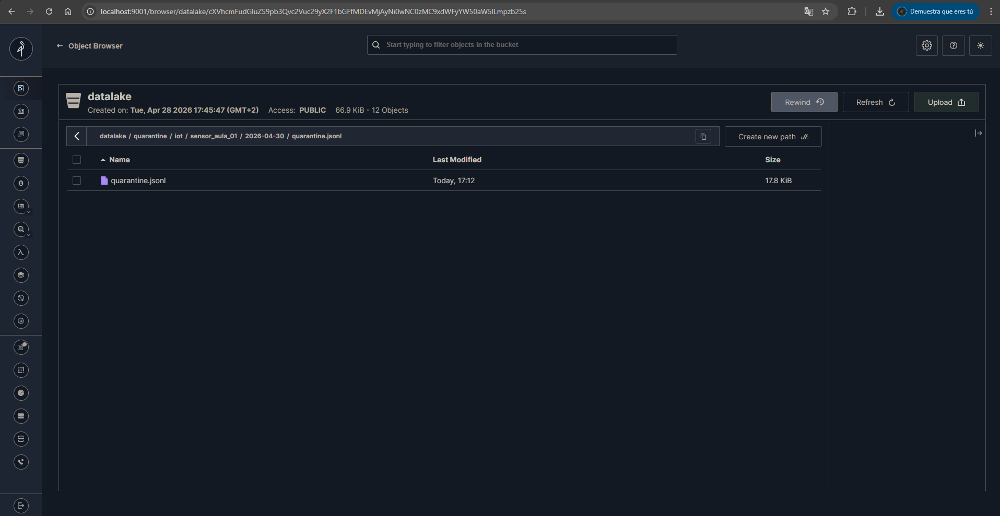 localhost:9001/browser/datalake/cXVhcmFudGluZS9pb3Qvc2Vuc29yX2F1bGFfMDEvMjAyNi0wNC0zMC9xdWFyYW50aW5lLmpzb25s
Demuestra que eres tú
Object Browser
Start typing to filter objects in the bucket
datalake
Created on: Tue, Apr 28 2026 17:45:47 (GMT+2) Access: PUBLIC 66.9 KiB - 12 Objects
Rewind
Refresh
Upload
datalake / quarantine / iot / sensor_aula_01 / 2026-04-30 / quarantine.jsonl
Create new path
Name Last Modified Size
quarantine.jsonl Today, 17:12 17.8 KiB